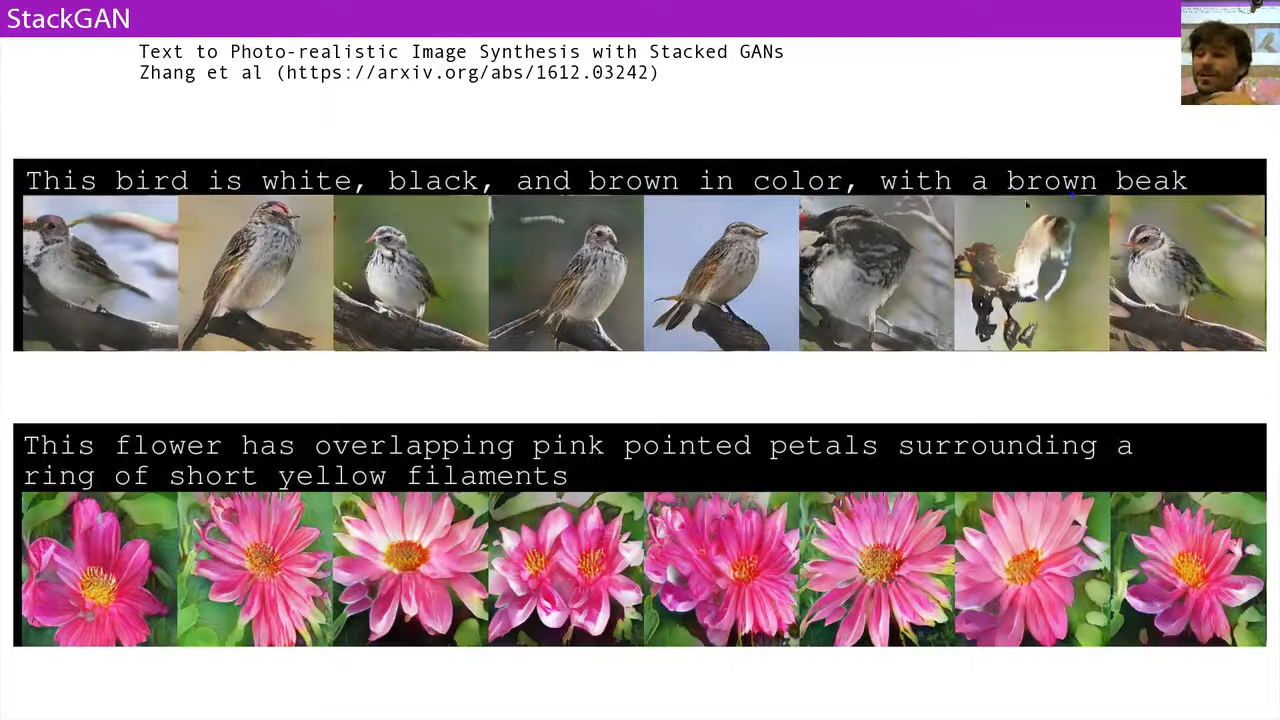 StackGAN
Text to Photo-realistic Image Synthesis with Stacked GANs
Zhang et al (https://arxiv.org/abs/1612.03242)
This bird is white, black, and brown in color, with a brown beak
This flower has overlapping pink pointed petals surrounding a
ring of short yellow filaments